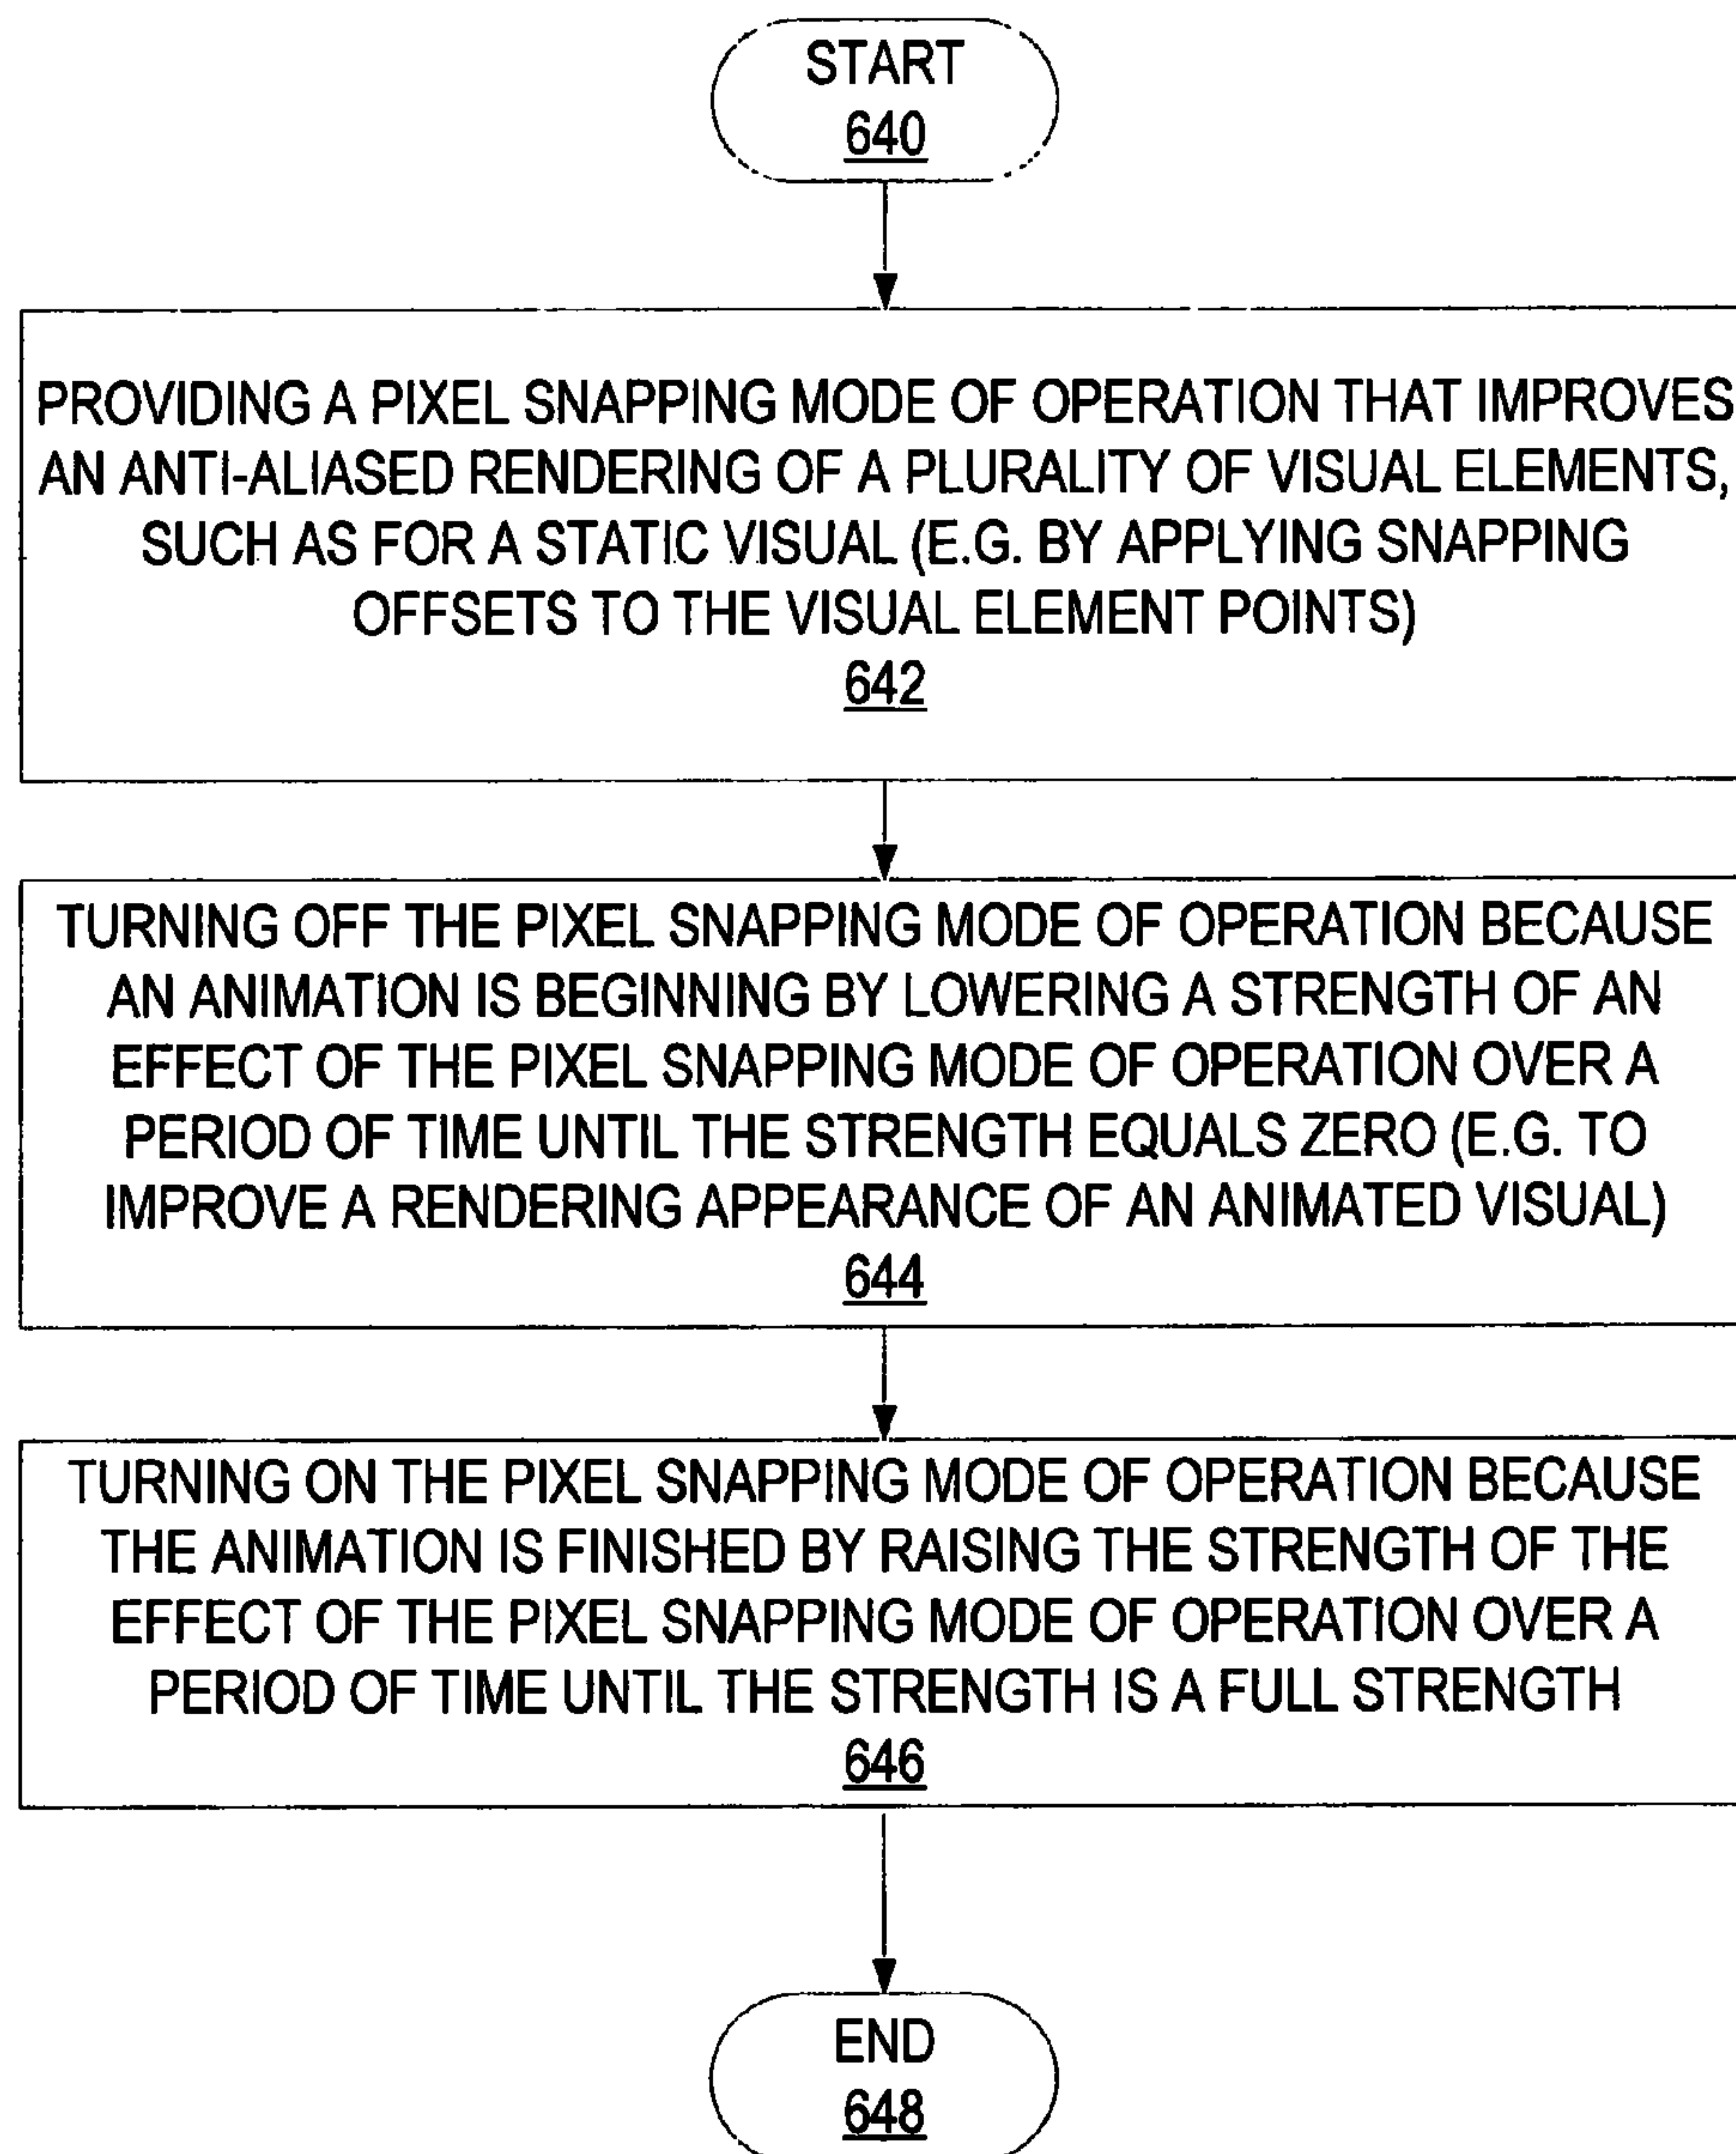 START
640
PROVIDING A PIXEL SNAPPING MODE OF OPERATION THAT IMPROVES
AN ANTI-ALIASED RENDERING OF A PLURALITY OF VISUAL ELEMENTS,
SUCH AS FOR A STATIC VISUAL (E.G. BY APPLYING SNAPPING
OFFSETS TO THE VISUAL ELEMENT POINTS)
642
TURNING OFF THE PIXEL SNAPPING MODE OF OPERATION BECAUSE
AN ANIMATION IS BEGINNING BY LOWERING A STRENGTH OF AN
EFFECT OF THE PIXEL SNAPPING MODE OF OPERATION OVER A
PERIOD OF TIME UNTIL THE STRENGTH EQUALS ZERO (E.G. TO
IMPROVE A RENDERING APPEARANCE OF AN ANIMATED VISUAL)
644
TURNING ON THE PIXEL SNAPPING MODE OF OPERATION BECAUSE
THE ANIMATION IS FINISHED BY RAISING THE STRENGTH OF THE
EFFECT OF THE PIXEL SNAPPING MODE OF OPERATION OVER A
PERIOD OF TIME UNTIL THE STRENGTH IS A FULL STRENGTH
646
END
648